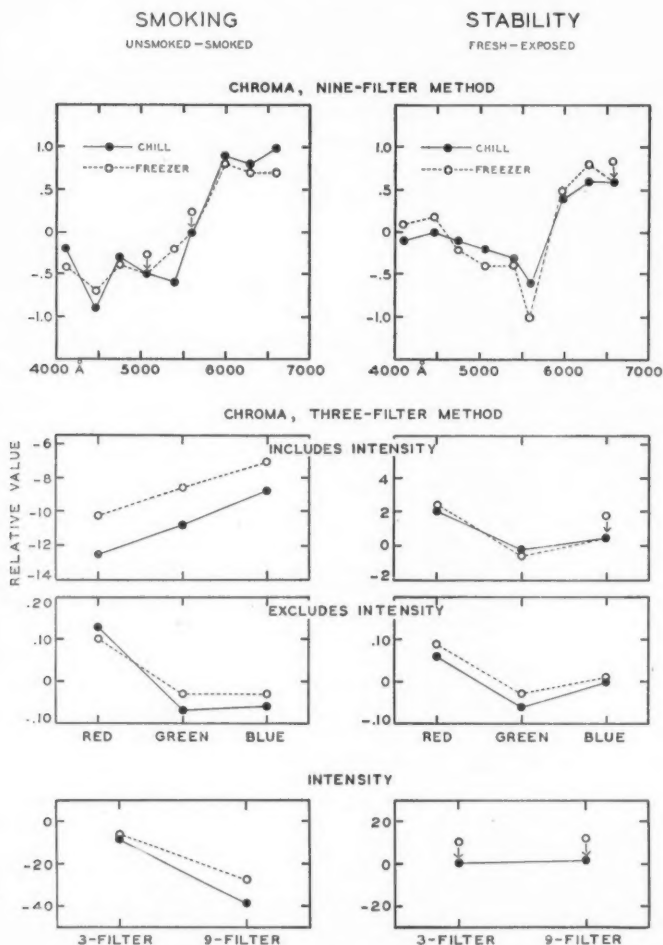 SMOKING STABILITY
UNSMOKED–SMOKED FRESH–EXPOSED
CHROMA, NINE-FILTER METHOD
1.0 1.0
CHILL CHILL
.5 .5
FREEZER FREEZER
0 0
-.5 -.5
-1.0 -1.0
4000 Å 5000 6000 7000 4000 Å 5000 6000 7000
CHROMA, THREE-FILTER METHOD
INCLUDES INTENSITY
RELATIVE VALUE
-6
-8 2
-10
-12 0
-14 -2
EXCLUDES INTENSITY
.20
.10 .10
0 0
-.10 -.10
RED GREEN BLUE RED GREEN BLUE
INTENSITY
0 20
-20 0
-40 -20
3-FILTER 9-FILTER 3-FILTER 9-FILTER